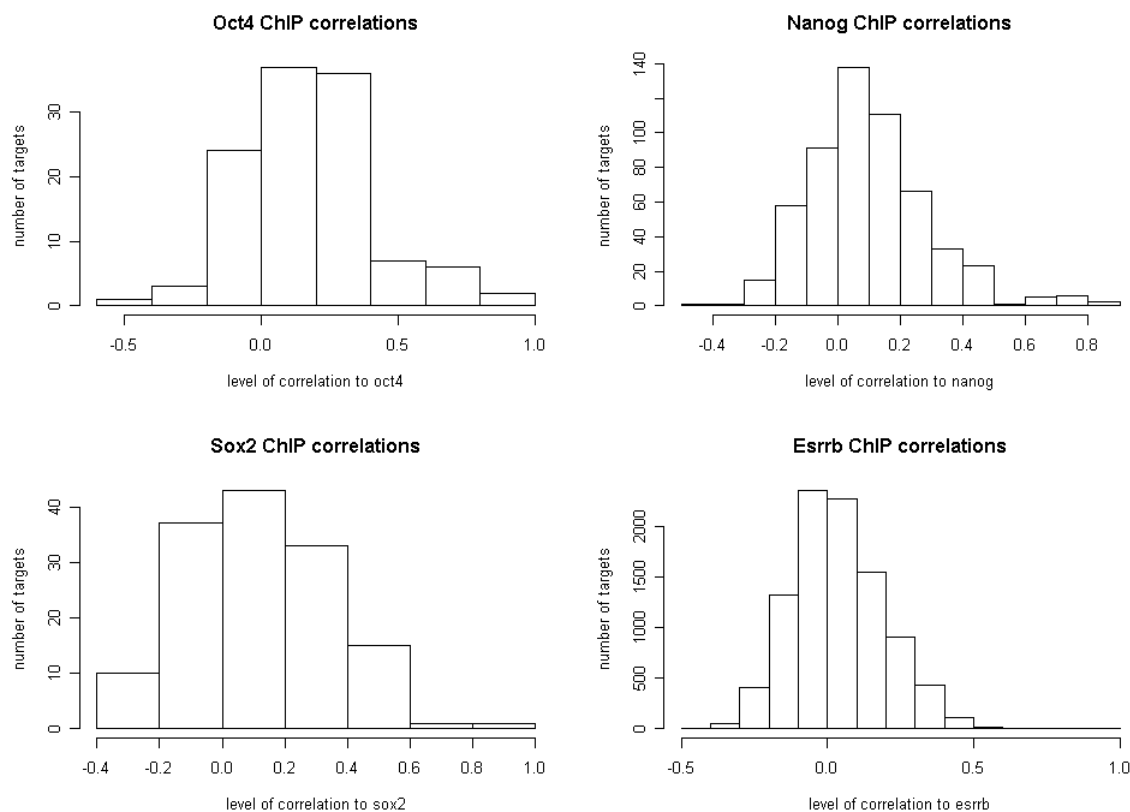 Oct4 ChIP correlations
number of targets
0 10 20 30
-0.5 0.0 0.5 1.0
level of correlation to oct4
Nanog ChIP correlations
number of targets
0 20 40 60 80 100 140
-0.4 -0.2 0.0 0.2 0.4 0.6 0.8
level of correlation to nanog
Sox2 ChIP correlations
number of targets
0 10 20 30 40
-0.4 -0.2 0.0 0.2 0.4 0.6 0.8 1.0
level of correlation to sox2
Esrrb ChIP correlations
number of targets
0 500 1000 1500 2000
-0.5 0.0 0.5 1.0
level of correlation to esrrb